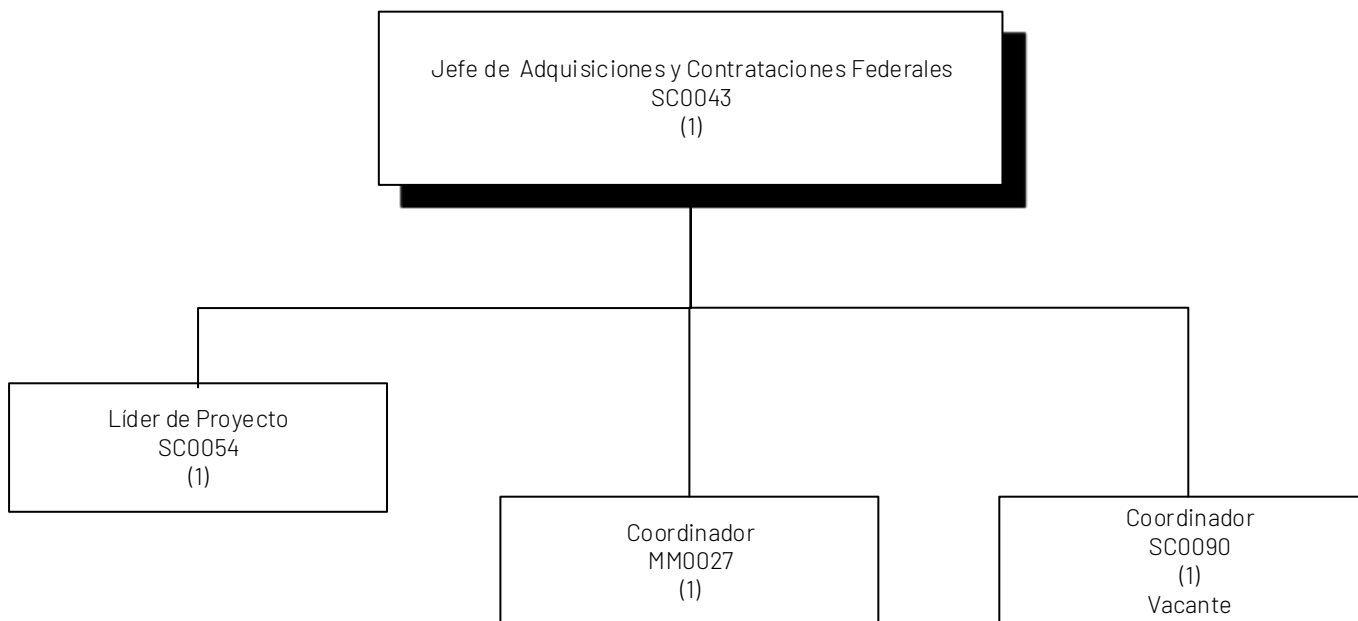 Jefe de Adquisiciones y Contrataciones Federales
SC0043
(1)
Líder de Proyecto
SC0054
(1)
Coordinador
MM0027
(1)
Coordinador
SC0090
(1)
Vacante